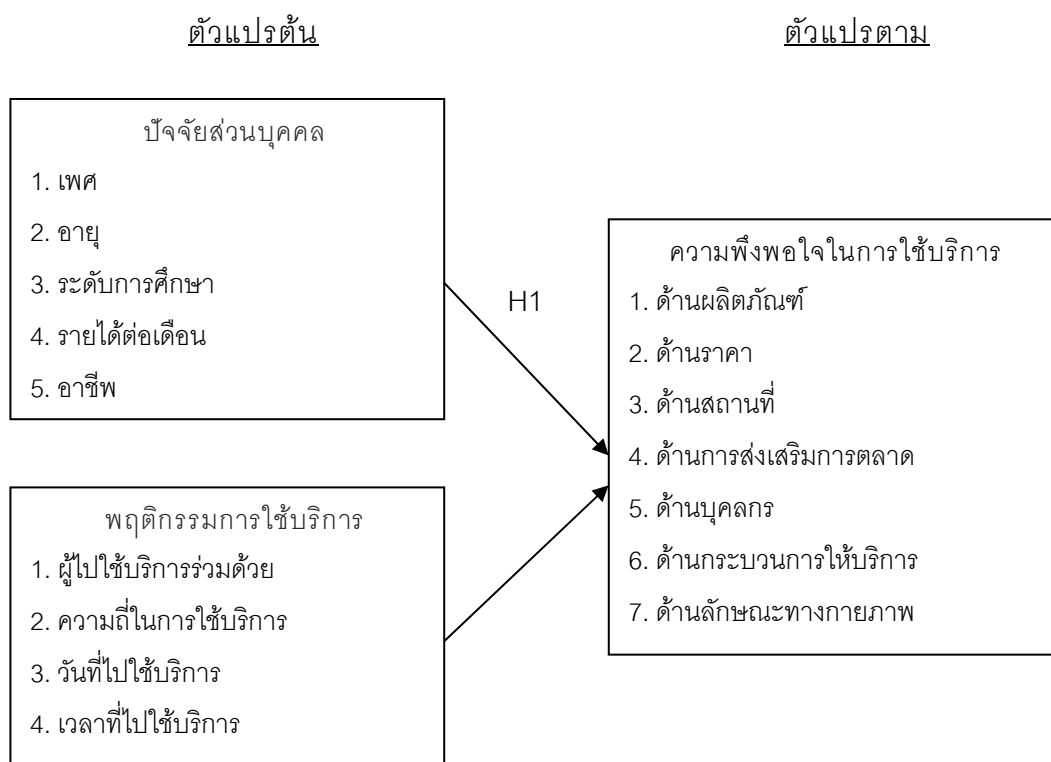 ตัวแปรต้น
ตัวแปรตาม
ปัจจัยส่วนบุคคล
1. เพศ
2. อายุ
3. ระดับการศึกษา
4. รายได้ต่อเดือน
5. อาชีพ
H1
ความพึงพอใจในการใช้บริการ
1. ด้านผลิตภัณฑ์
2. ด้านราคา
3. ด้านสถานที่
4. ด้านการส่งเสริมการตลาด
5. ด้านบุคลกร
6. ด้านกระบวนการให้บริการ
7. ด้านลักษณะทางกายภาพ
พฤติกรรมการใช้บริการ
1. ผู้ไปใช้บริการร่วมด้วย
2. ความถี่ในการใช้บริการ
3. วันที่ไปใช้บริการ
4. เวลาที่ไปใช้บริการ